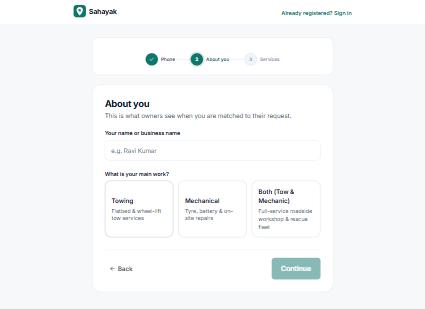 Sahayak
Already registered? Sign in
Phone
2 About you
3 Services
About you
This is what owners see when you are matched to their request.
Your name or business name
e.g. Ravi Kumar
What is your main work?
Towing
Flatbed & wheel-lift
tow services
Mechanical
Tyre, battery & on-
site repairs
Both (Tow &
Mechanic)
Full-service roadside
workshop & rescue
fleet
← Back
Continue